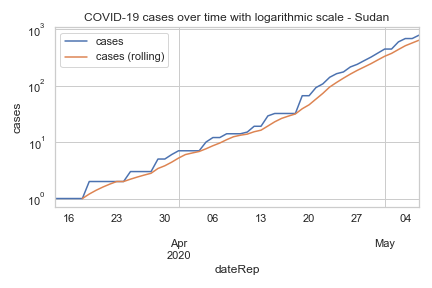 COVID-19 cases over time with logarithmic scale - Sudan
cases
cases (rolling)
10³
10²
10¹
10⁰
cases
16 23 30 06 13 20 27 04
Apr May
2020
dateRep